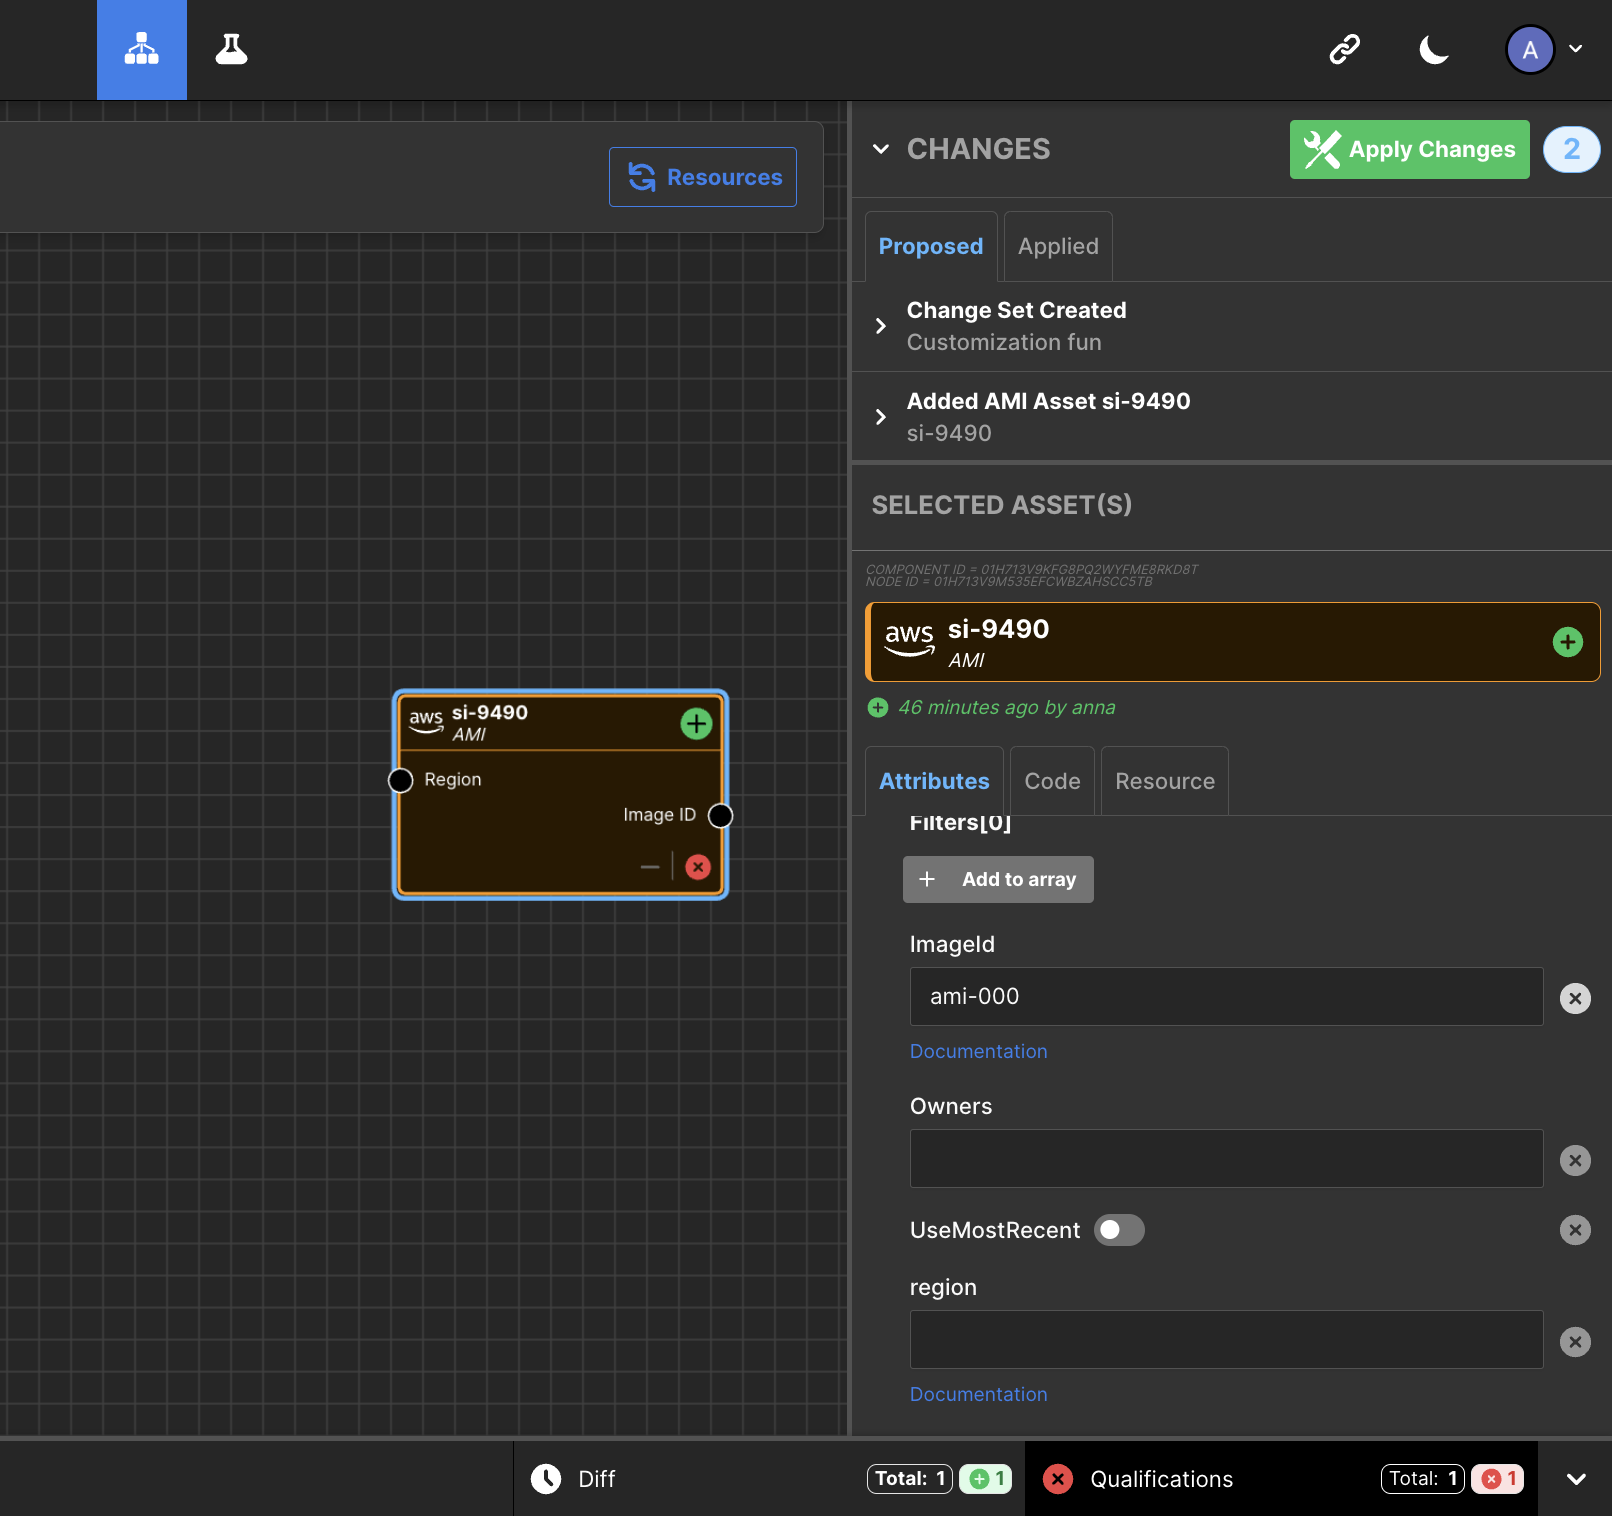 A
Resources
CHANGES
Apply Changes
2
Proposed
Applied
Change Set Created
Customization fun
Added AMI Asset si-9490
si-9490
SELECTED ASSET(S)
COMPONENT ID = 01H713V9KFG8PQ2WYFME8RKD8T
NODE ID = 01H713V9M535EFCWBZAHSCC5TB
aws
si-9490
AMI
46 minutes ago by anna
aws
si-9490
AMI
Region
Image ID
Attributes
Code
Resource
Filters[0]
Add to array
ImageId
ami-000
Documentation
Owners
UseMostRecent
region
Documentation
Diff
Total: 1
1
Qualifications
Total: 1
1